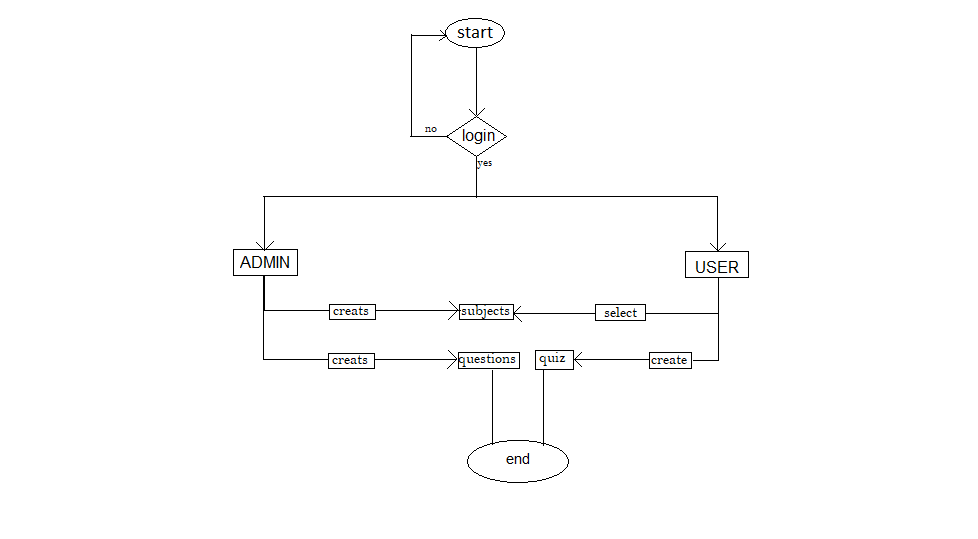 start
no
login
yes
ADMIN
USER
creats
subjects
select
creats
questions
quiz
create
end